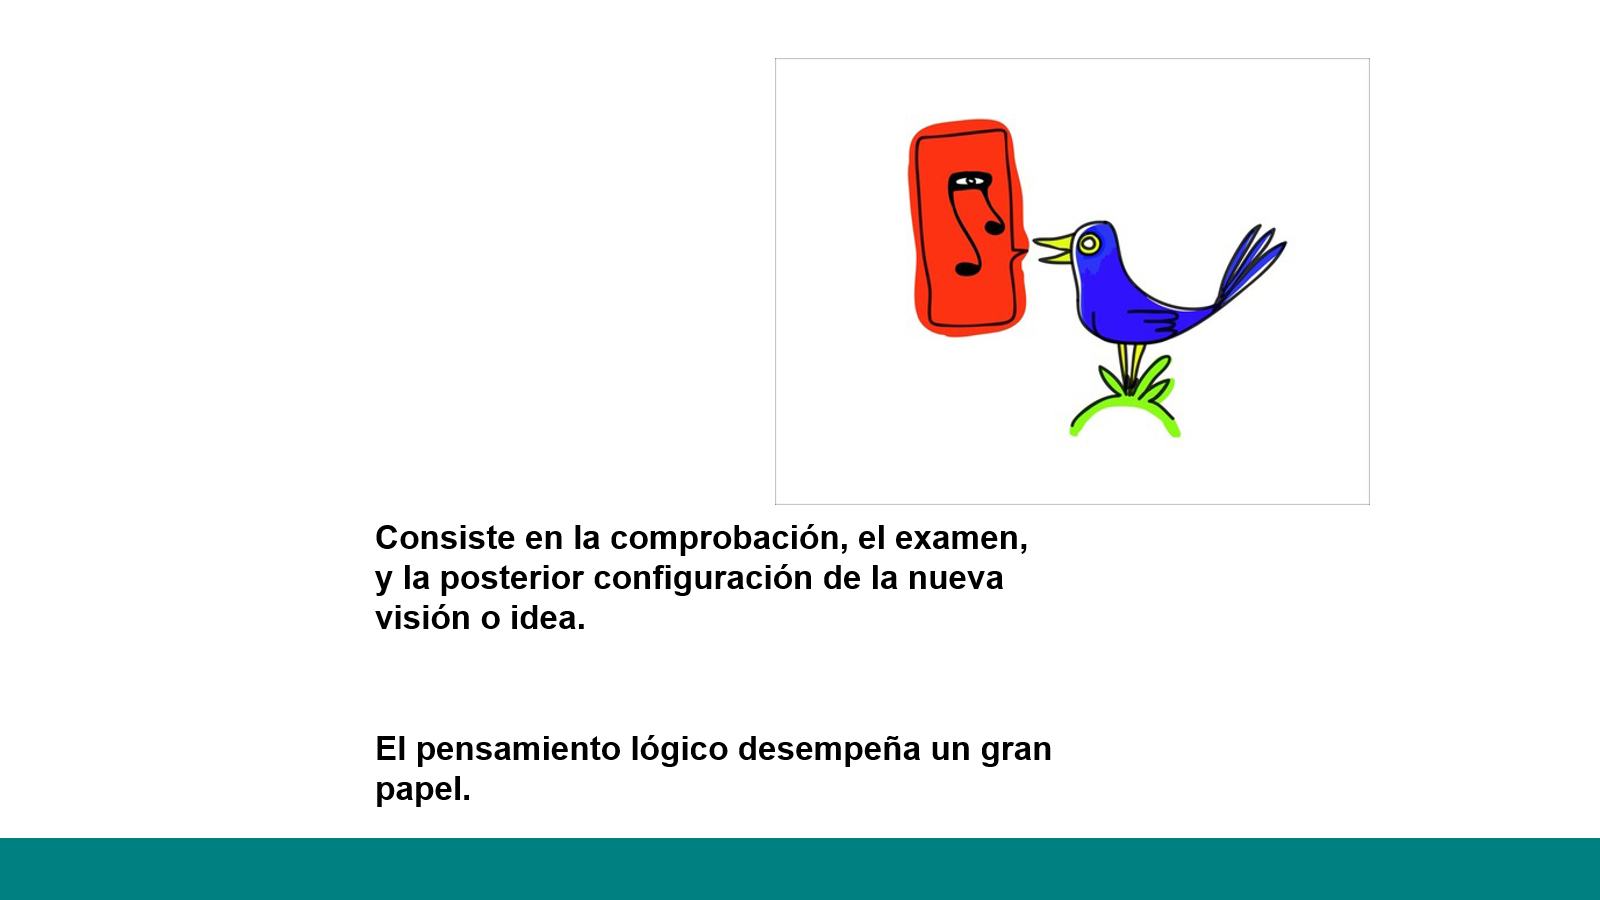 Consiste en la comprobación, el examen,
y la posterior configuración de la nueva
visión o idea.
El pensamiento lógico desempeña un gran
papel.